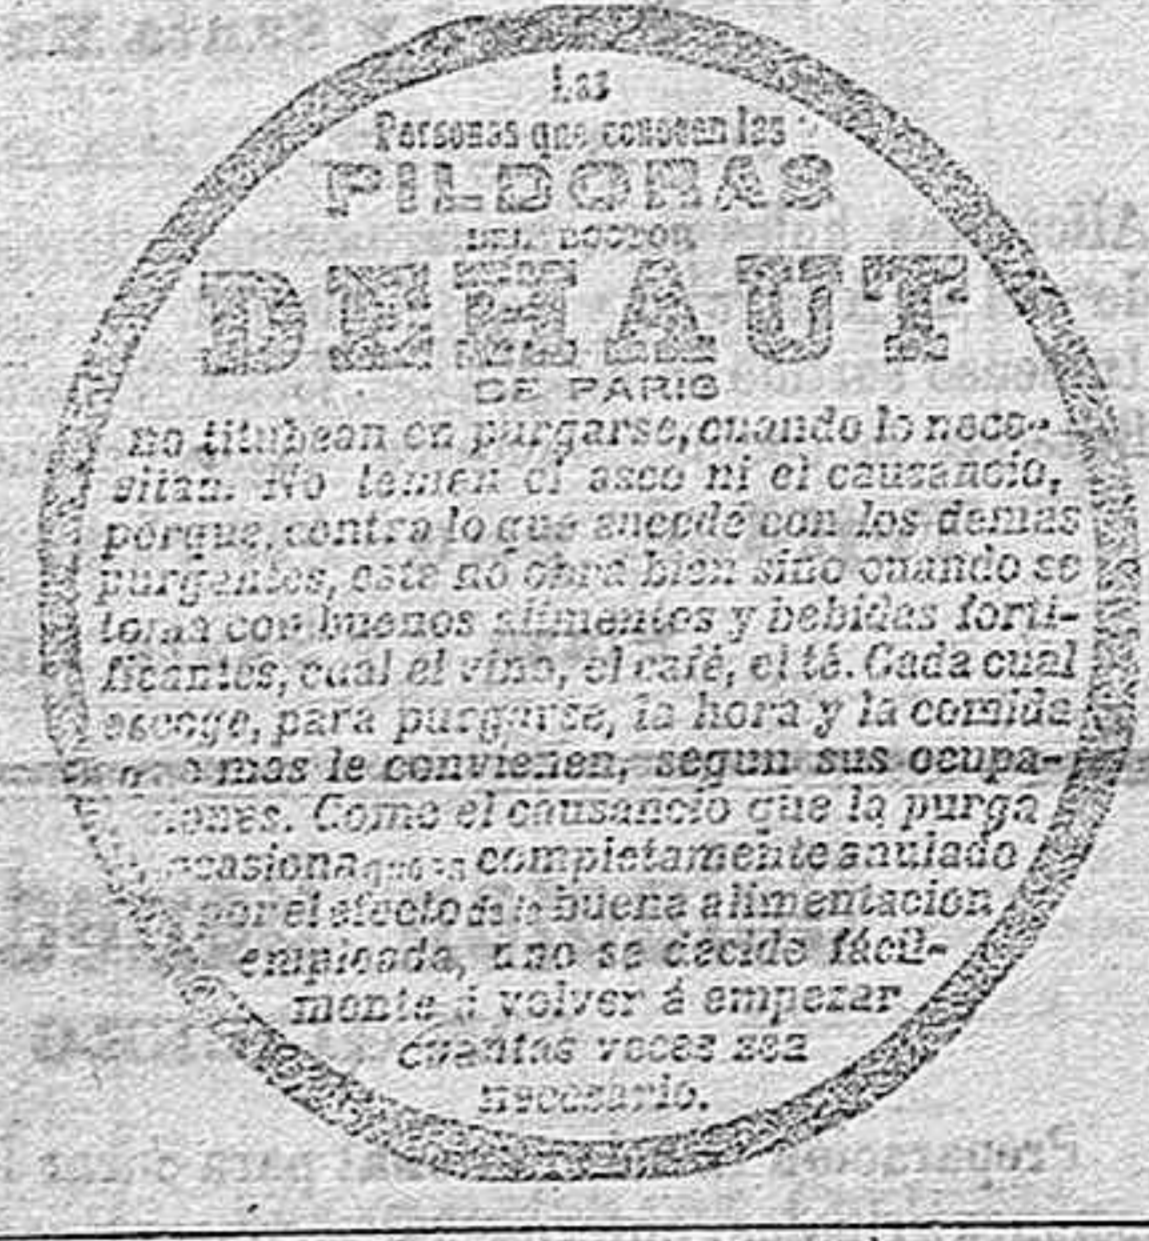 Las
Personas que conocen las
PILDORAS
DEL DOCTOR
DEHAUT
DE PARIS
no titubean en purgarse, cuando lo nece-
sitan. No temen el asco ni el causancio,
porque, contra lo que sucede con los demas
purgantes, este no obra bien sino cuando se
toma con buenos alimentos y bebidas forti-
ficantes, cual el vino, el café, el té. Cada cual
escoge, para purgarse, la hora y la comida
mas le convienen, segun sus ocupa-
ciones. Como el causancio que la purga
ocasiona completamente anulado
por el efecto de la buena alimentacion
empleada, uno se decide fácil-
mente á volver á empezar
cuantas veces sea
necesario.